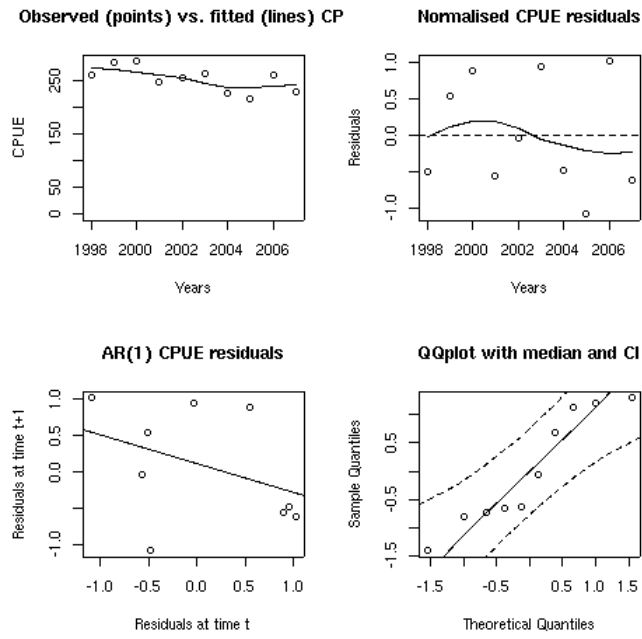 Observed (points) vs. fitted (lines) CP
CPUE
0
50
150
250
1998
2000
2002
2004
2006
Years
Normalised CPUE residuals
Residuals
-1.0
0.0
0.5
1.0
1998
2000
2002
2004
2006
Years
AR(1) CPUE residuals
Residuals at time t+1
-1.0
0.0
0.5
1.0
-1.0
-0.5
0.0
0.5
1.0
Residuals at time t
QQplot with median and CI
Sample Quantiles
-1.5
-0.5
0.5
-1.5
-0.5
0.5
1.0
1.5
Theoretical Quantiles